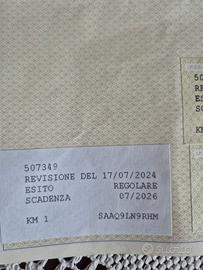 507349
REVISIONE DEL 17/07/2024
ESITO REGOLARE
SCADENZA 07/2026
KM 1 SAAQ9LN9RHM